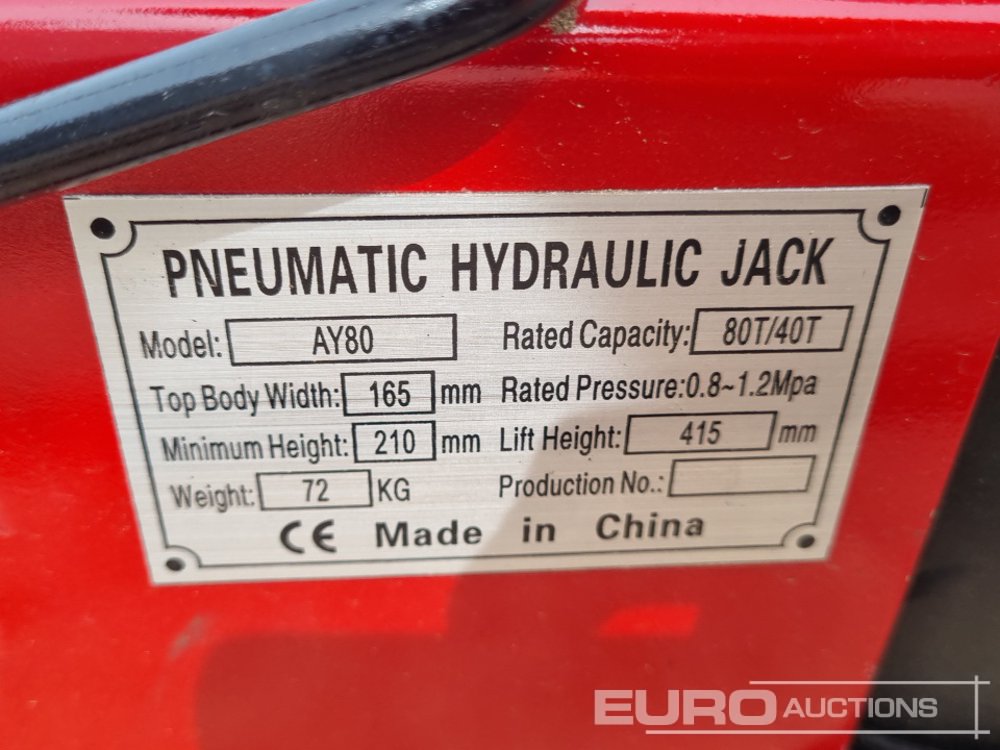 PNEUMATIC HYDRAULIC JACK
Model: AY80 Rated Capacity: 80T/40T
Top Body Width: 165 mm Rated Pressure:0.8~1.2Mpa
Minimum Height: 210 mm Lift Height: 415 mm
Weight: 72 KG Production No.:
CE Made in China
EURO AUCTIONS